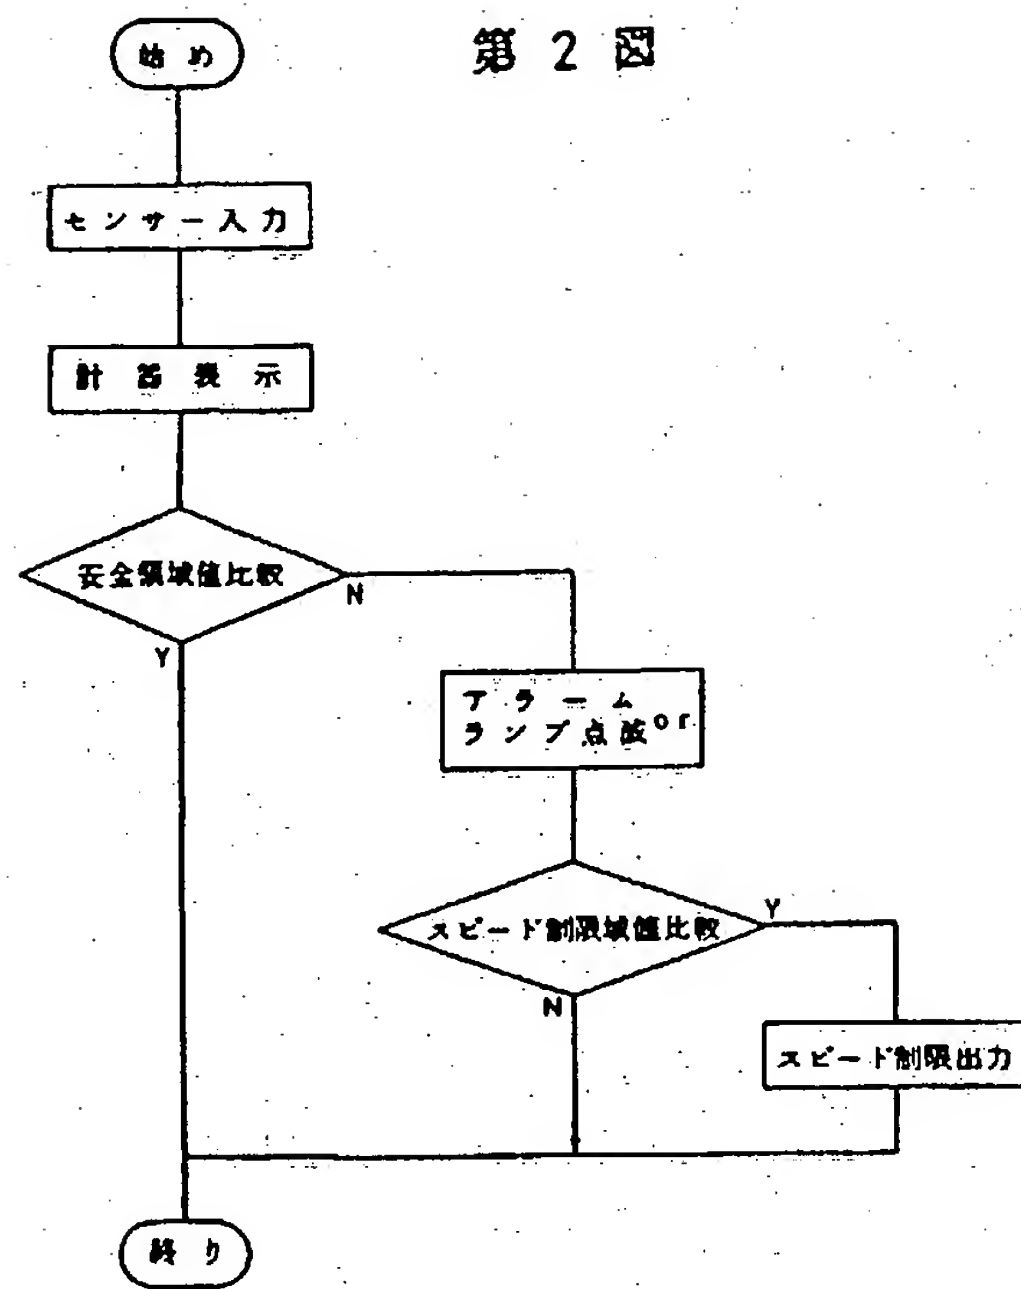 第2図
始め
センサー入力
計器表示
安全領域値比較
N
Y
アラーム
ランプ点滅or
スピード制限域値比較
Y
N
スピード制限出力
終り